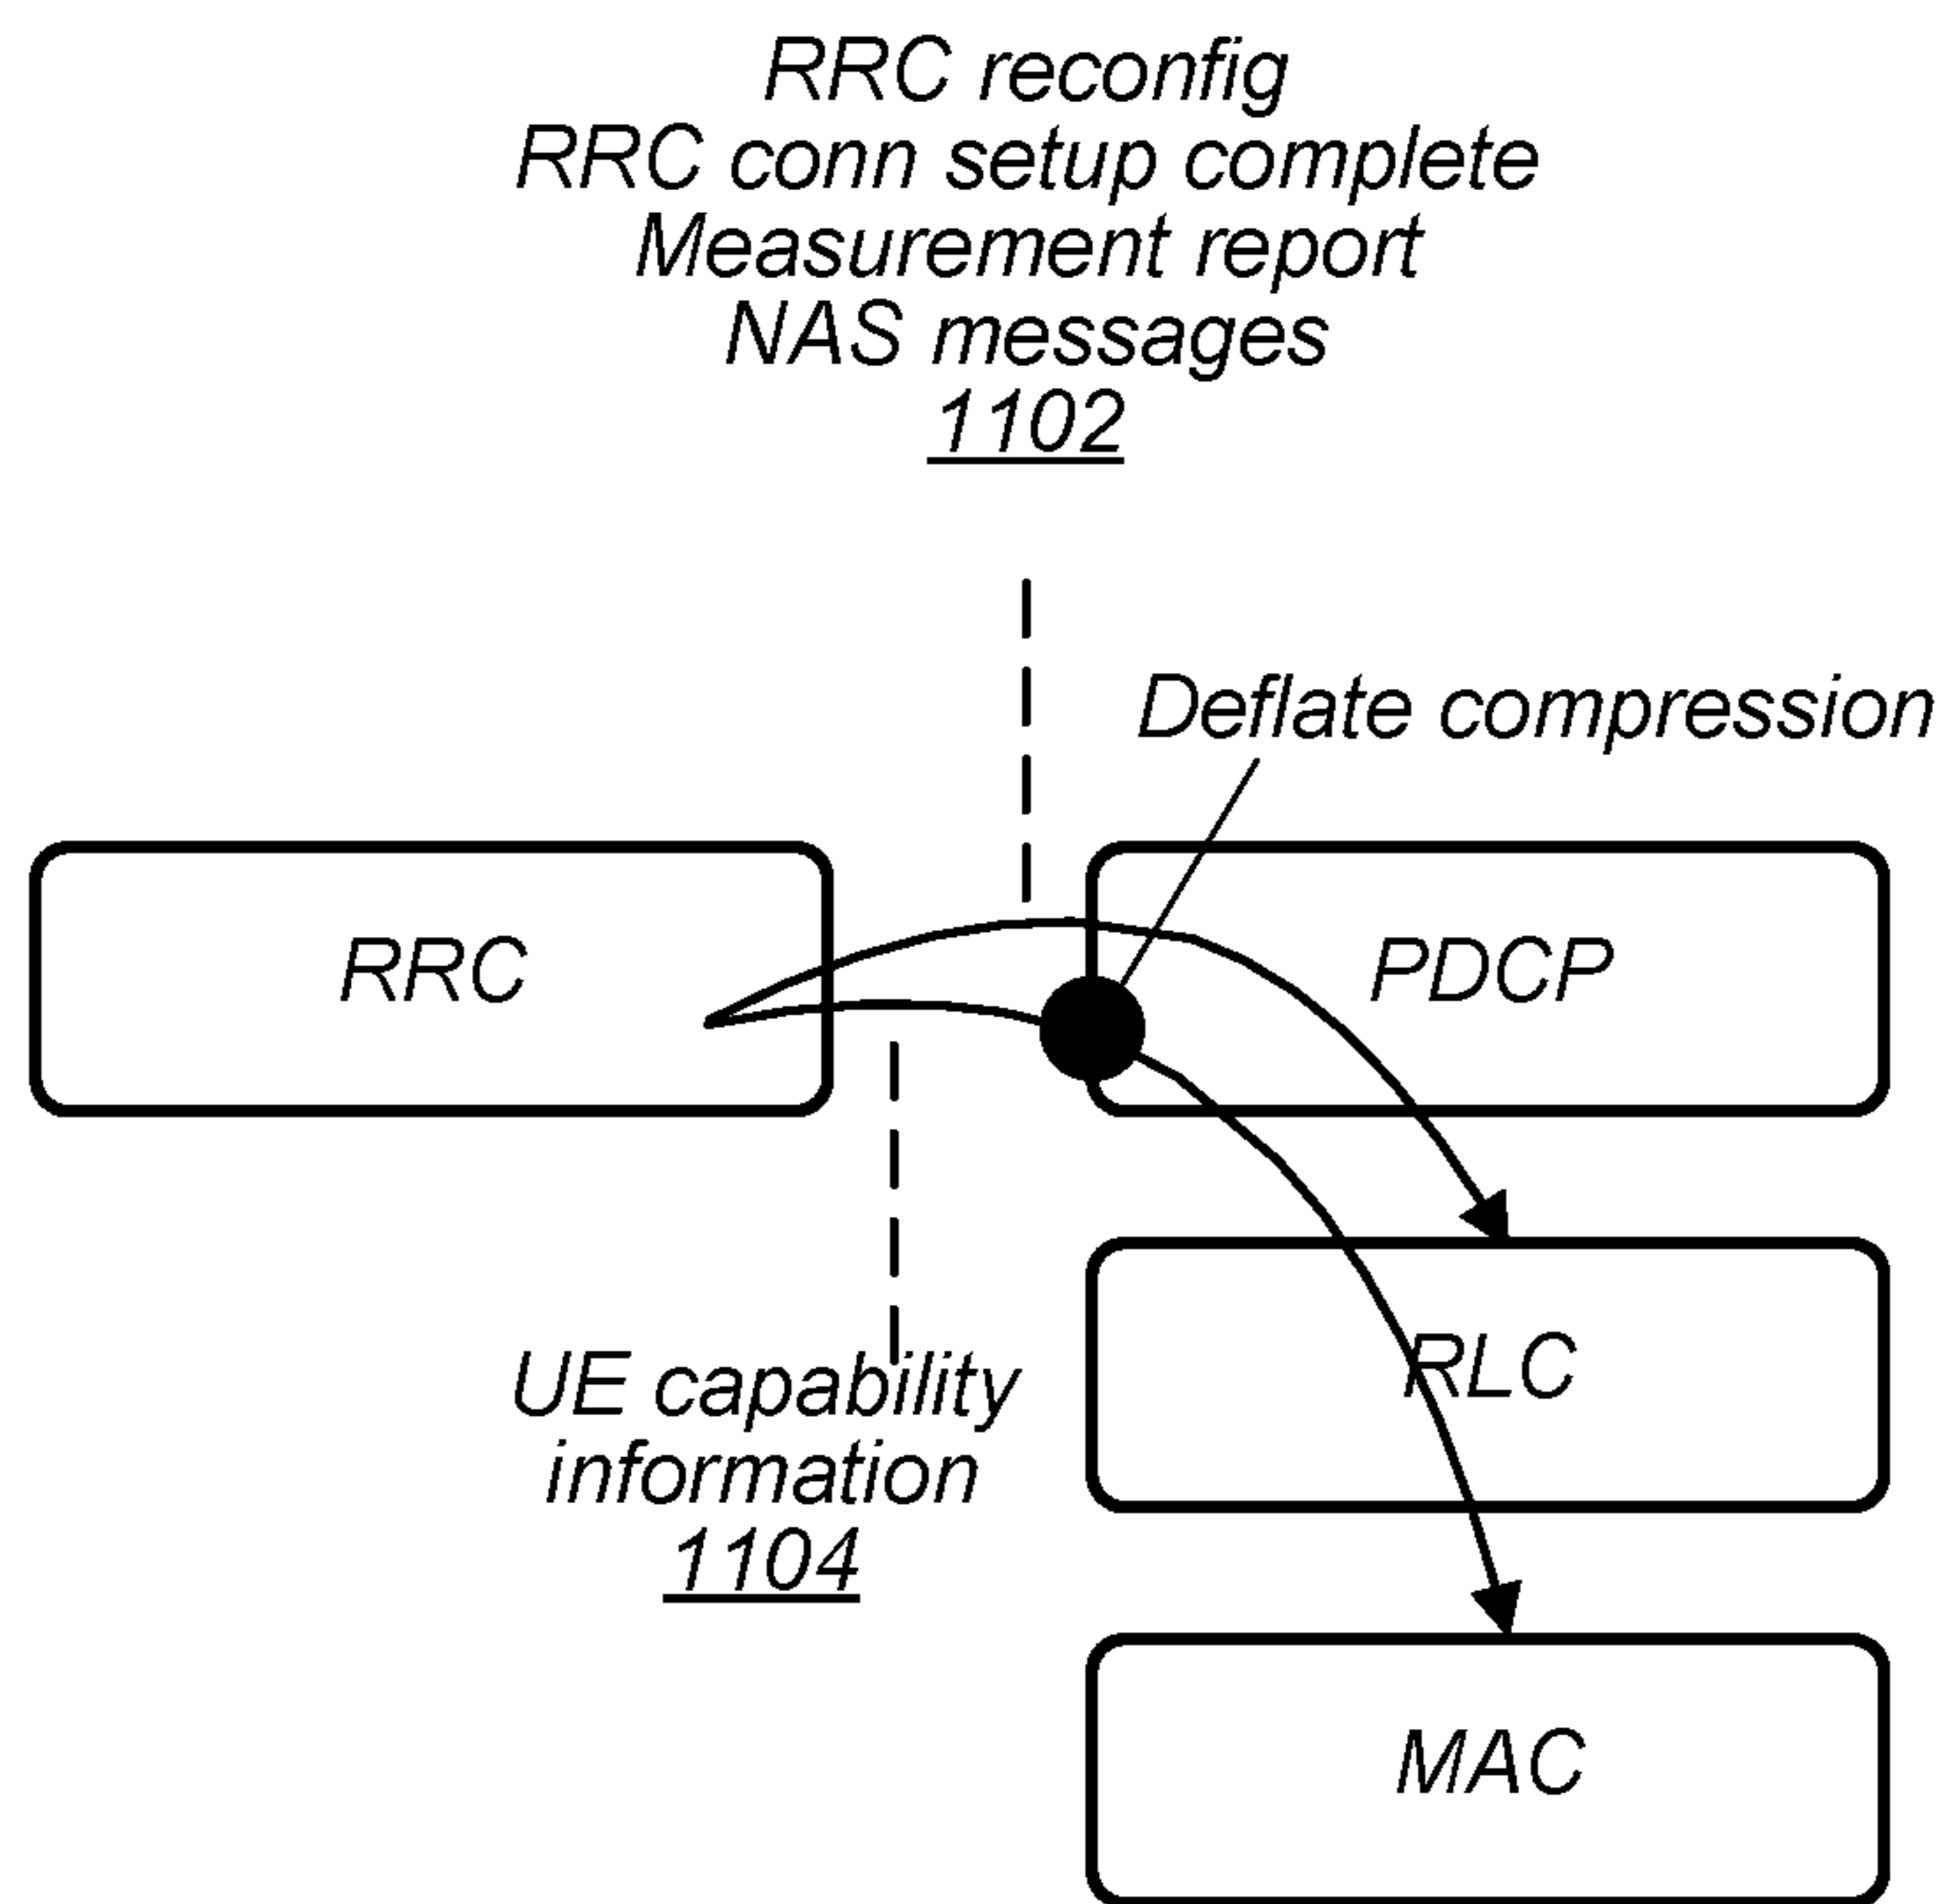 RRC reconfig
RRC conn setup complete
Measurement report
NAS messages
1102
Deflate compression
RRC
PDCP
RLC
UE capability
information
1104
MAC